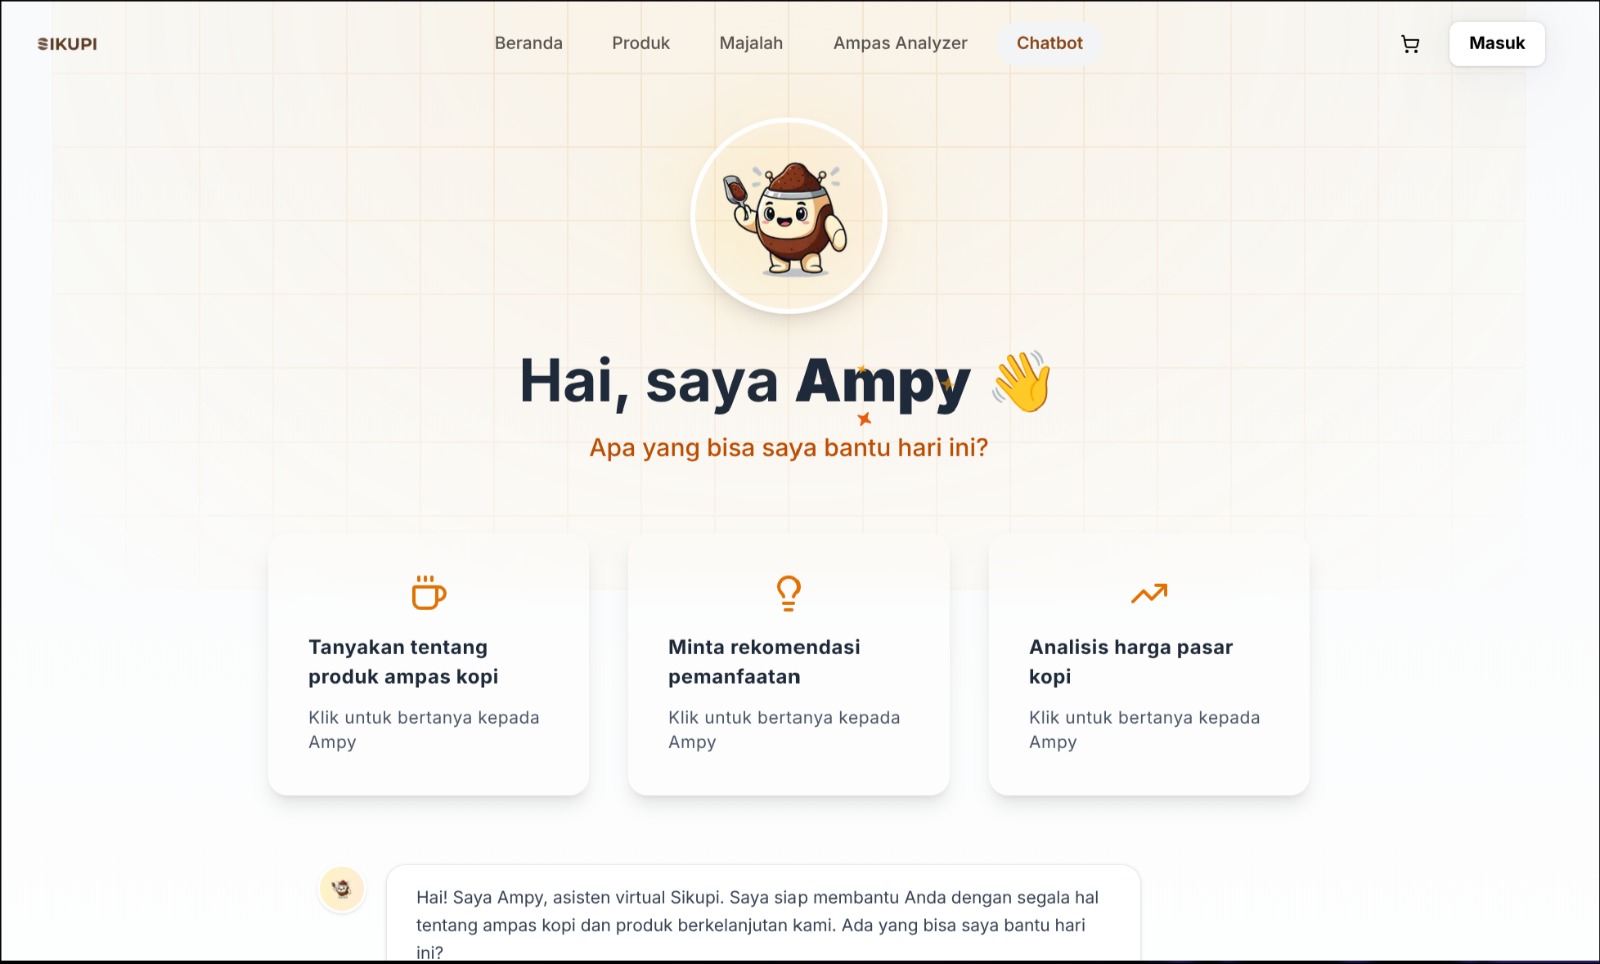 SIKUPI
Beranda
Produk
Majalah
Ampas Analyzer
Chatbot
Masuk
Hai, saya Ampy 👋
Apa yang bisa saya bantu hari ini?
Tanyakan tentang
produk ampas kopi
Klik untuk bertanya kepada
Ampy
Minta rekomendasi
pemanfaatan
Klik untuk bertanya kepada
Ampy
Analisis harga pasar
kopi
Klik untuk bertanya kepada
Ampy
Hai! Saya Ampy, asisten virtual Sikupi. Saya siap membantu Anda dengan segala hal
tentang ampas kopi dan produk berkelanjutan kami. Ada yang bisa saya bantu hari
ini?